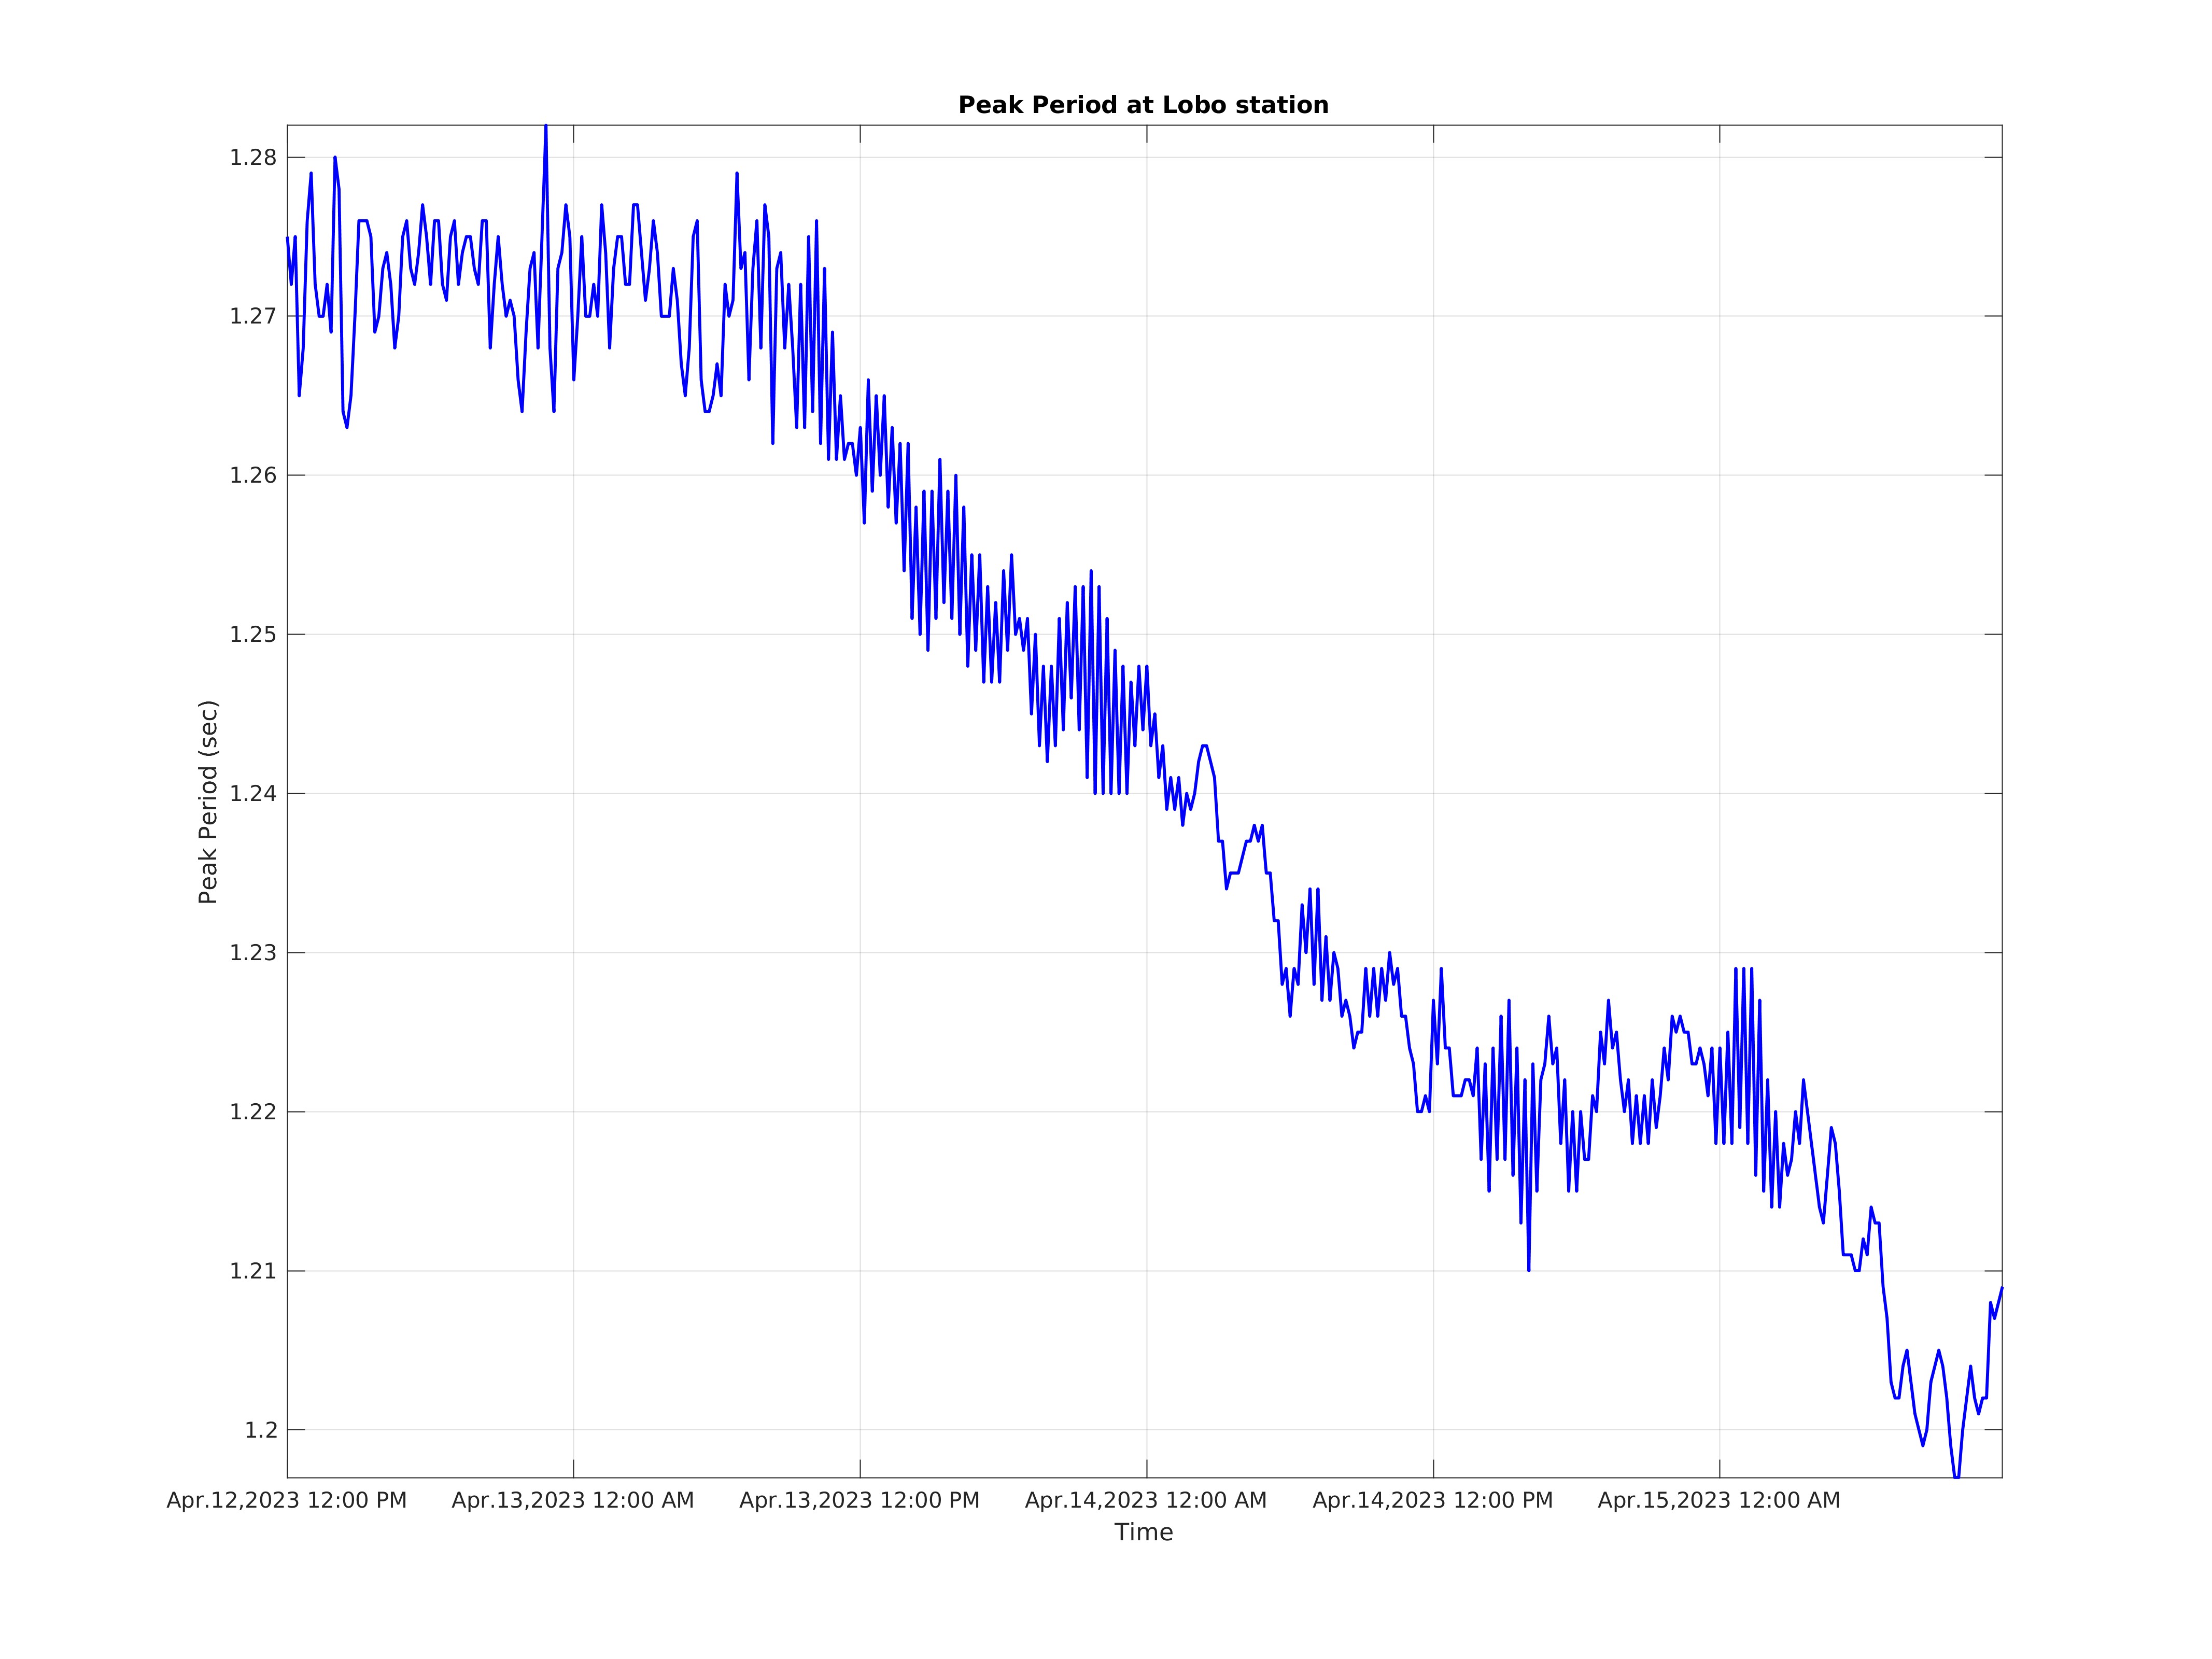 Peak Period at Lobo station
1.28
1.27
1.26
1.25
1.24
1.23
1.22
1.21
1.2
Peak Period (sec)
Apr.12,2023 12:00 PM Apr.13,2023 12:00 AM Apr.13,2023 12:00 PM Apr.14,2023 12:00 AM Apr.14,2023 12:00 PM Apr.15,2023 12:00 AM
Time